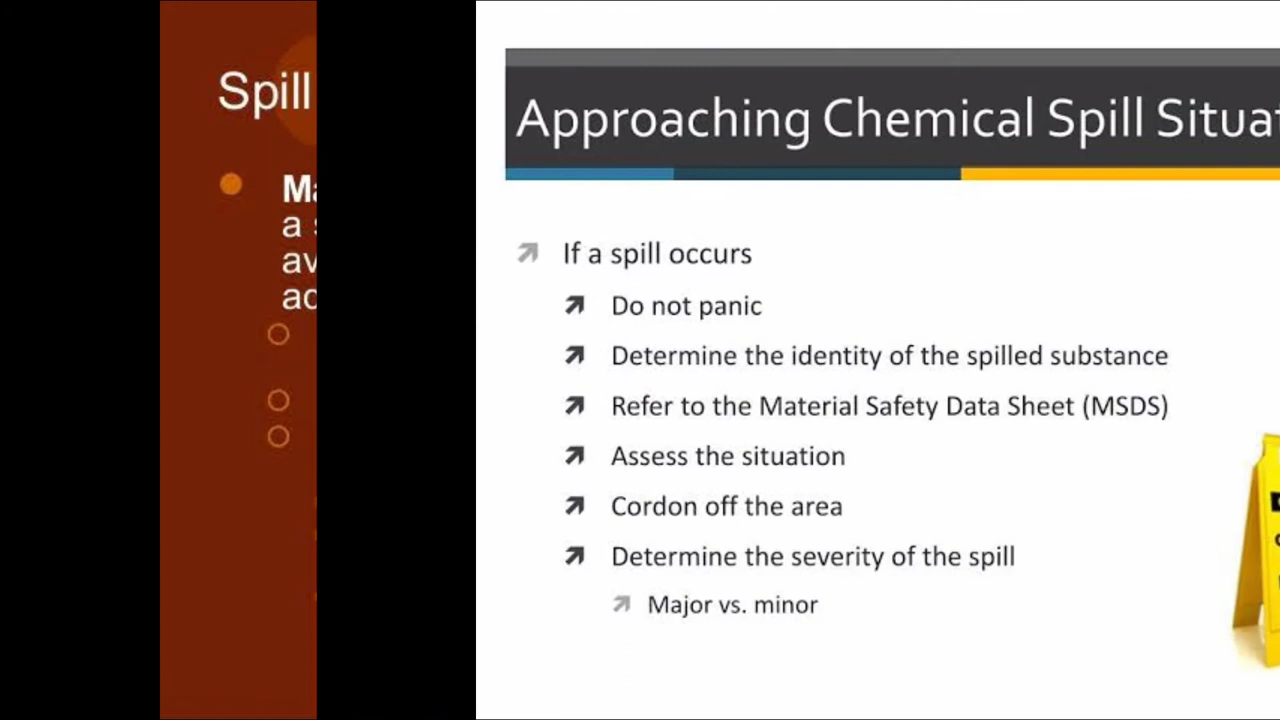 Spill
a
Approaching Chemical Spill
If a spill occurs
Do not panic
Determine the identity of the spilled substance
Refer to the Material Safety Data Sheet (MSDS)
Assess the situation
Cordon off the area
Determine the severity of the spill
Major vs. minor